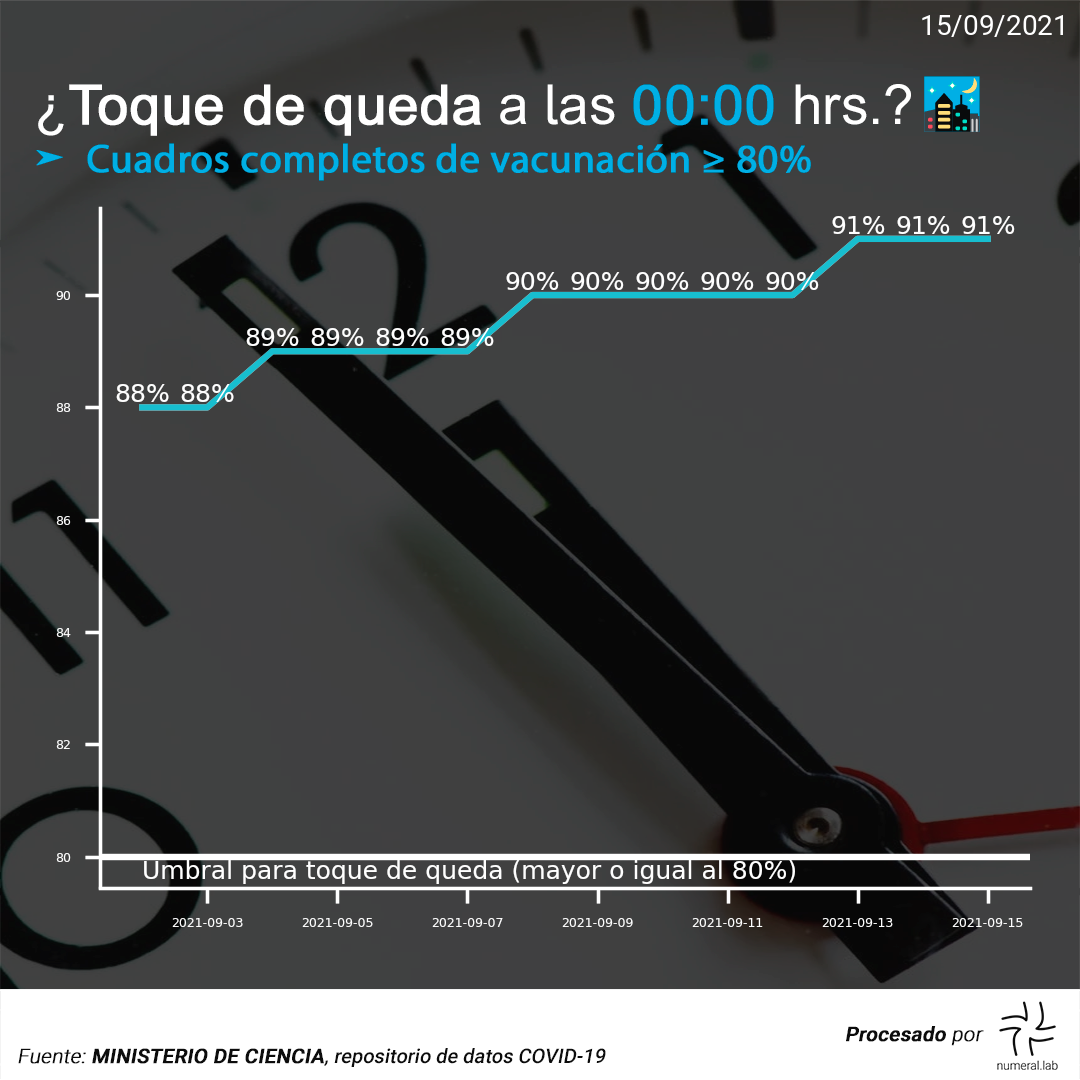 15/09/2021
¿Toque de queda a las 00:00 hrs.?
➤ Cuadros completos de vacunación ≥ 80%
91% 91% 91%
90% 90% 90% 90% 90%
89% 89% 89% 89%
88% 88%
90
88
86
84
82
80
Umbral para toque de queda (mayor o igual al 80%)
2021-09-03 2021-09-05 2021-09-07 2021-09-09 2021-09-11 2021-09-13 2021-09-15
12
1
11
10
Procesado por
numeral.lab
Fuente: MINISTERIO DE CIENCIA, repositorio de datos COVID-19